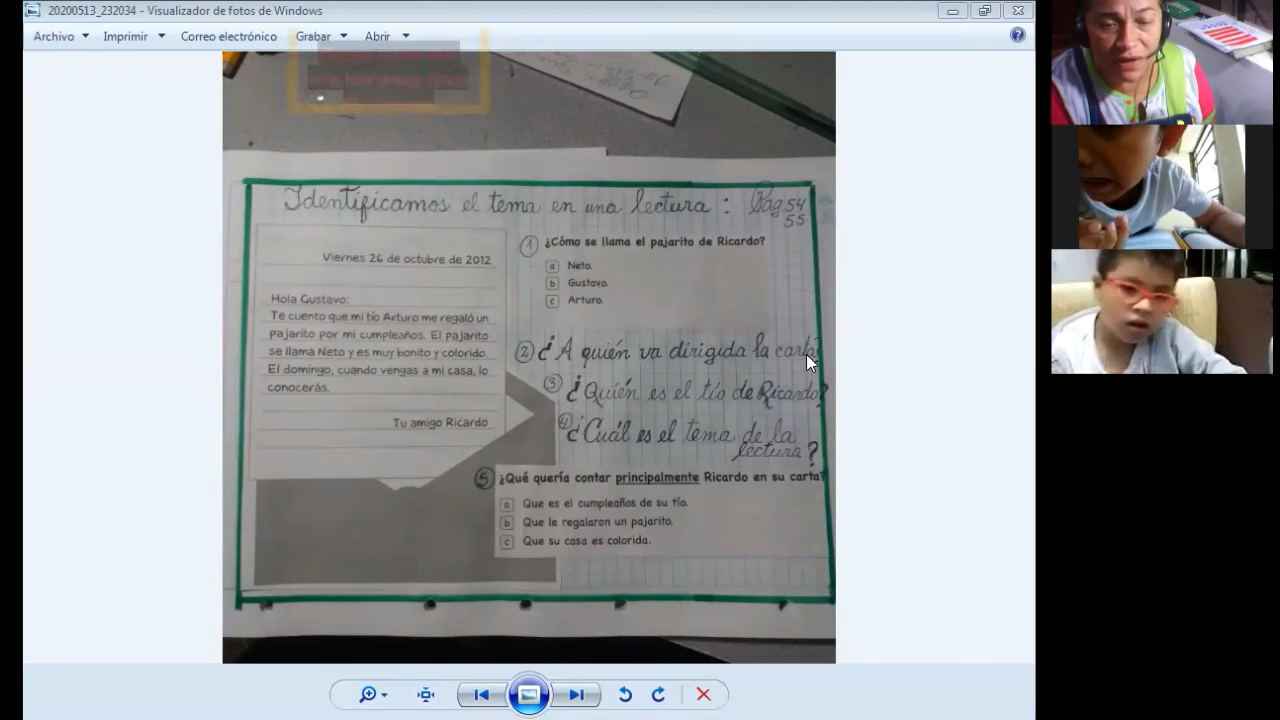 20200513_232034 - Visualizador de fotos de Windows
Archivo Imprimir Correo electrónico Grabar Abrir
Identificamos el tema en una lectura : Pag 54
55
Viernes 26 de octubre de 2012
Hola Gustavo:
Te cuento que mi tío Arturo me regaló un
pajarito por mi cumpleaños. El pajarito
se llama Neto y es muy bonito y colorido.
El domingo, cuando vengas a mi casa, lo
conocerás.
Tu amigo Ricardo
1 ¿Cómo se llama el pajarito de Ricardo?
a Neto.
b Gustavo.
c Arturo.
2 ¿A quién va dirigida la carta?
3 ¿Quién es el tío de Ricardo?
4 ¿Cuál es el tema de la
lectura?
5 ¿Qué quería contar principalmente Ricardo en su carta?
a Que es el cumpleaños de su tío.
b Que le regalaron un pajarito.
c Que su casa es colorida.